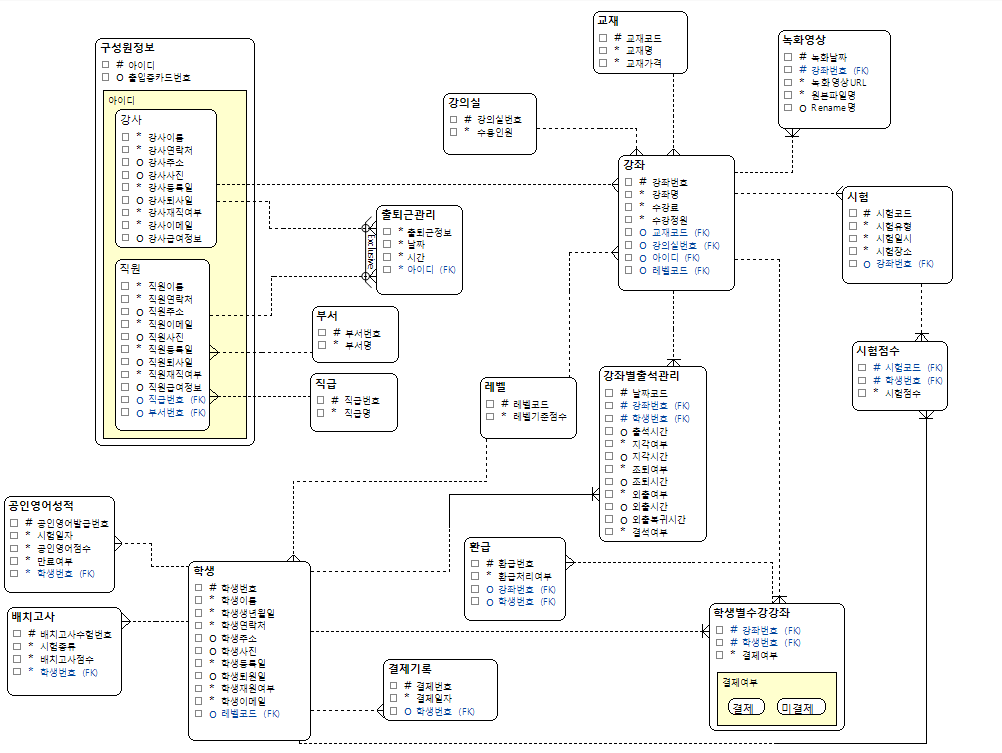 구성원정보
# 아이디
O 출입증카드번호
아이디
강사
* 강사이름
* 강사연락처
O 강사주소
O 강사사진
* 강사등록일
O 강사퇴사일
* 강사재직여부
* 강사이메일
O 강사급여정보
직원
* 직원이름
* 직원연락처
O 직원주소
* 직원이메일
O 직원사진
* 직원등록일
O 직원퇴사일
* 직원재직여부
O 직원급여정보
O 직급번호 (FK)
O 부서번호 (FK)
교재
# 교재코드
* 교재명
* 교재가격
녹화영상
# 녹화날짜
# 강좌번호 (FK)
* 녹화영상URL
* 원본파일명
O Rename명
강의실
# 강의실번호
* 수용인원
강좌
# 강좌번호
* 강좌명
* 수강료
* 수강정원
O 교재코드 (FK)
O 강의실번호 (FK)
O 아이디 (FK)
O 레벨코드 (FK)
시험
# 시험코드
* 시험유형
* 시험일시
* 시험장소
O 강좌번호 (FK)
출퇴근관리
* 출퇴근정보
* 날짜
* 시간
* 아이디 (FK)
Exclusive
부서
# 부서번호
* 부서명
직급
# 직급번호
* 직급명
레벨
# 레벨코드
* 레벨기준점수
강좌별출석관리
# 날짜코드
# 강좌번호 (FK)
# 학생번호 (FK)
O 출석시간
* 지각여부
O 지각시간
* 조퇴여부
O 조퇴시간
* 외출여부
O 외출시간
O 외출복귀시간
* 결석여부
시험점수
# 시험코드 (FK)
# 학생번호 (FK)
* 시험점수
공인영어성적
# 공인영어발급번호
* 시험일자
* 공인영어점수
* 만료여부
* 학생번호 (FK)
배치고사
# 배치고사수험번호
* 시험종류
* 배치고사점수
* 학생번호 (FK)
학생
# 학생번호
* 학생이름
* 학생생년월일
* 학생연락처
O 학생주소
O 학생사진
* 학생등록일
O 학생퇴원일
* 학생재원여부
* 학생이메일
O 레벨코드 (FK)
환급
# 환급번호
* 환급처리여부
O 강좌번호 (FK)
O 학생번호 (FK)
결제기록
# 결제번호
* 결제일자
O 학생번호 (FK)
학생별수강강좌
# 강좌번호 (FK)
# 학생번호 (FK)
* 결제여부
결제여부
결제
미결제